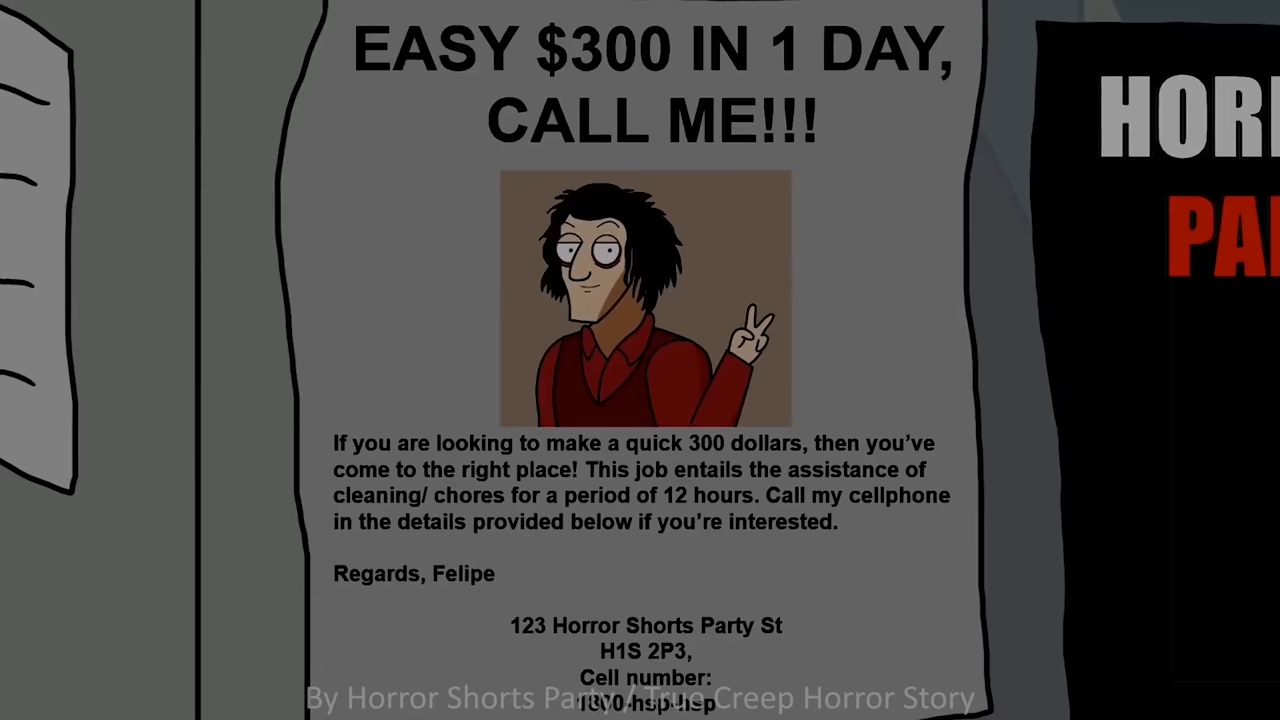 EASY $300 IN 1 DAY,
CALL ME!!!
HOR
PA
If you are looking to make a quick 300 dollars, then you’ve
come to the right place! This job entails the assistance of
cleaning/ chores for a period of 12 hours. Call my cellphone
in the details provided below if you’re interested.
Regards, Felipe
123 Horror Shorts Party St
H1S 2P3,
Cell number:
1800-hsp-hsp
By Horror Shorts Party / True Creep Horror Story